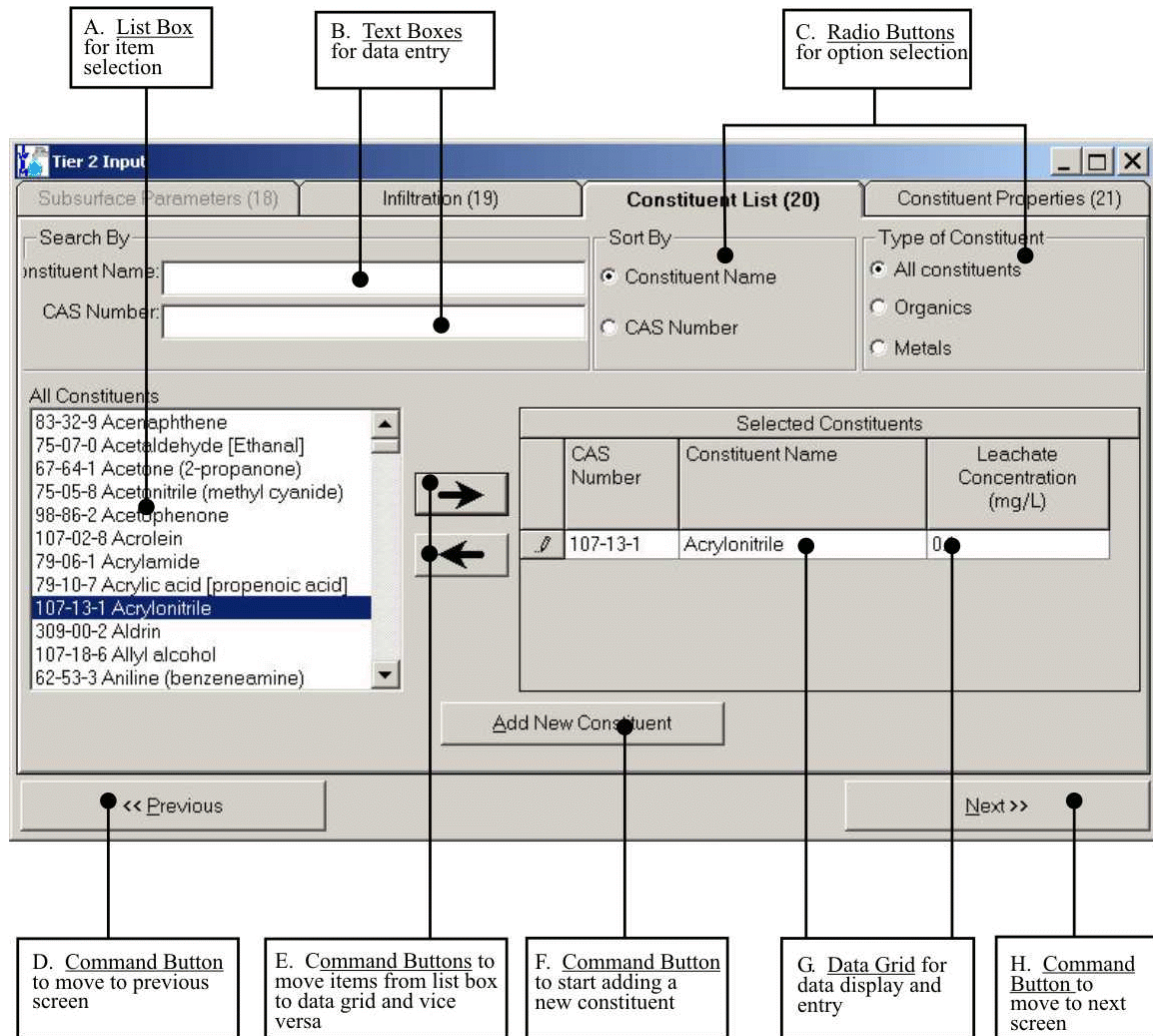 A. List Box
for item
selection
B. Text Boxes
for data entry
C. Radio Buttons
for option selection
Tier 2 Input
Subsurface Parameters (18)
Infiltration (19)
Constituent List (20)
Constituent Properties (21)
Search By
onstituent Name:
CAS Number:
Sort By
Constituent Name
CAS Number
Type of Constituent
All constituents
Organics
Metals
All Constituents
83-32-9 Acenaphthene
75-07-0 Acetaldehyde [Ethanal]
67-64-1 Acetone (2-propanone)
75-05-8 Acetonitrile (methyl cyanide)
98-86-2 Acetophenone
107-02-8 Acrolein
79-06-1 Acrylamide
79-10-7 Acrylic acid [propenoic acid]
107-13-1 Acrylonitrile
309-00-2 Aldrin
107-18-6 Allyl alcohol
62-53-3 Aniline (benzeneamine)
Selected Constituents
CAS
Number
Constituent Name
Leachate
Concentration
(mg/L)
107-13-1 Acrylonitrile
Add New Constituent
<< Previous
Next >>
D. Command Button
to move to previous
screen
E. Command Buttons to
move items from list box
to data grid and vice
versa
F. Command Button
to start adding a
new constituent
G. Data Grid for
data display and
entry
H. Command
Button to
move to next
screen